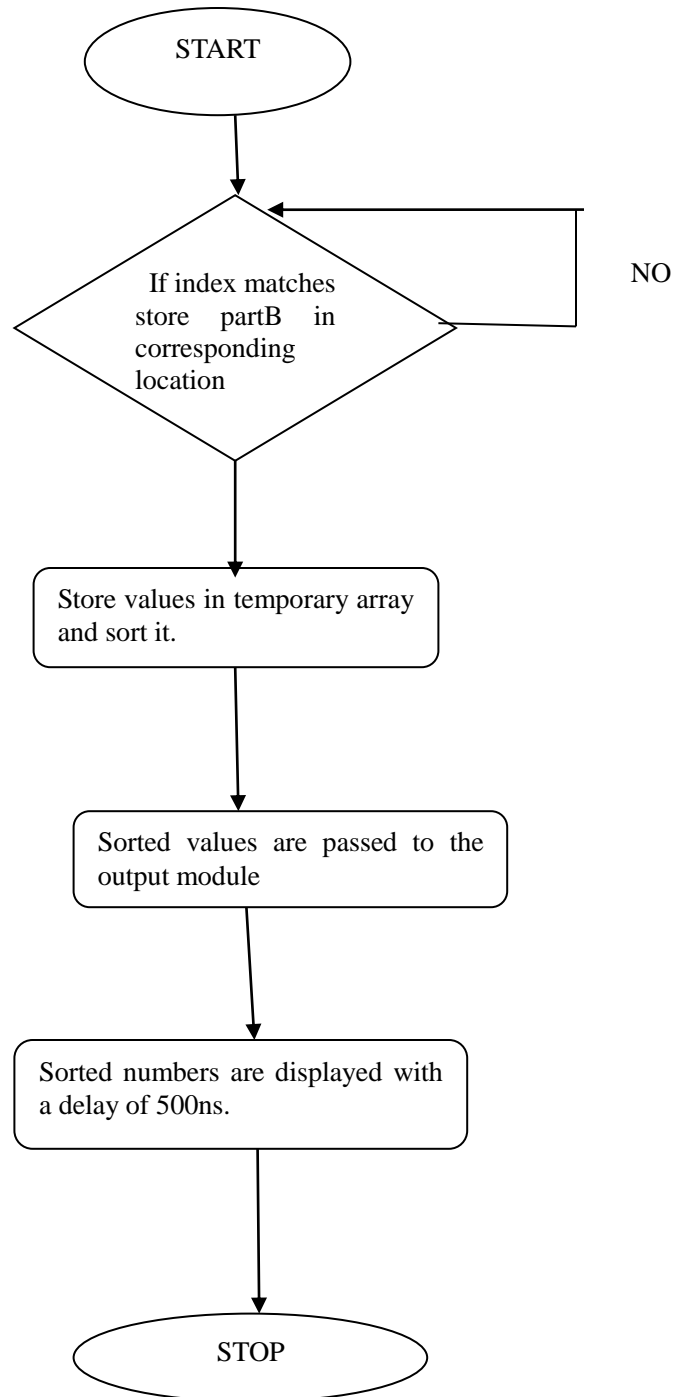 START
If index matches
NO
store partB in
corresponding
location
Store values in temporary array
and sort it.
Sorted values are passed to the
output module
Sorted numbers are displayed with
a delay of 500ns.
STOP